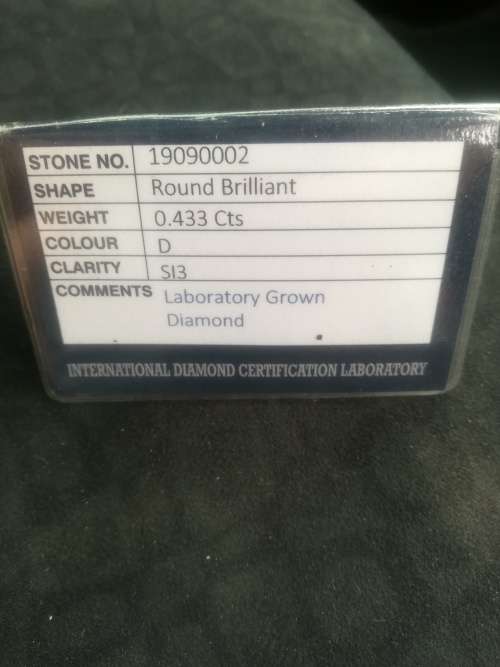 STONE NO. 19090002
SHAPE Round Brilliant
WEIGHT 0.433 Cts
COLOUR D
CLARITY SI3
COMMENTS Laboratory Grown
Diamond
INTERNATIONAL DIAMOND CERTIFICATION LABORATORY